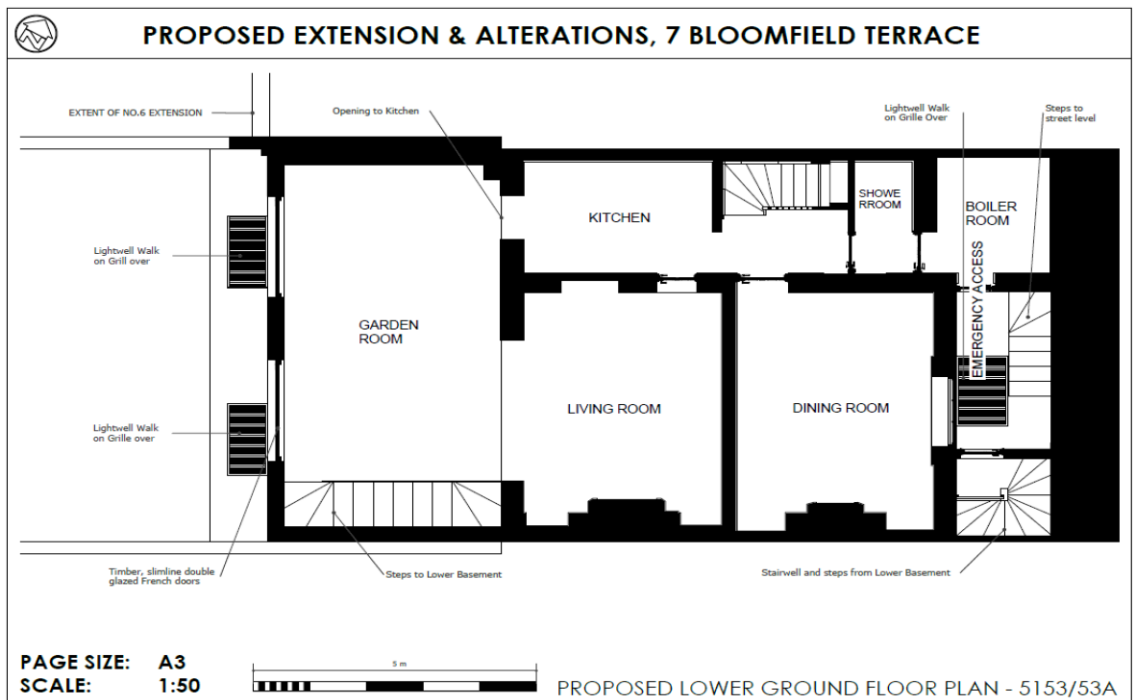 PROPOSED EXTENSION & ALTERATIONS, 7 BLOOMFIELD TERRACE
EXTENT OF NO.6 EXTENSION
Opening to Kitchen
Lightwell Walk
on Grille Over
Steps to
street level
KITCHEN
SHOWE
RROOM
BOILER
ROOM
Lightwell Walk
on Grill over
EMERGENCY ACCESS
GARDEN
ROOM
LIVING ROOM
DINING ROOM
Lightwell Walk
on Grille over
Timber, slimline double
glazed French doors
Steps to Lower Basement
Stairwell and steps from Lower Basement
PAGE SIZE: A3
SCALE: 1:50
5 m
PROPOSED LOWER GROUND FLOOR PLAN - 5153/53A